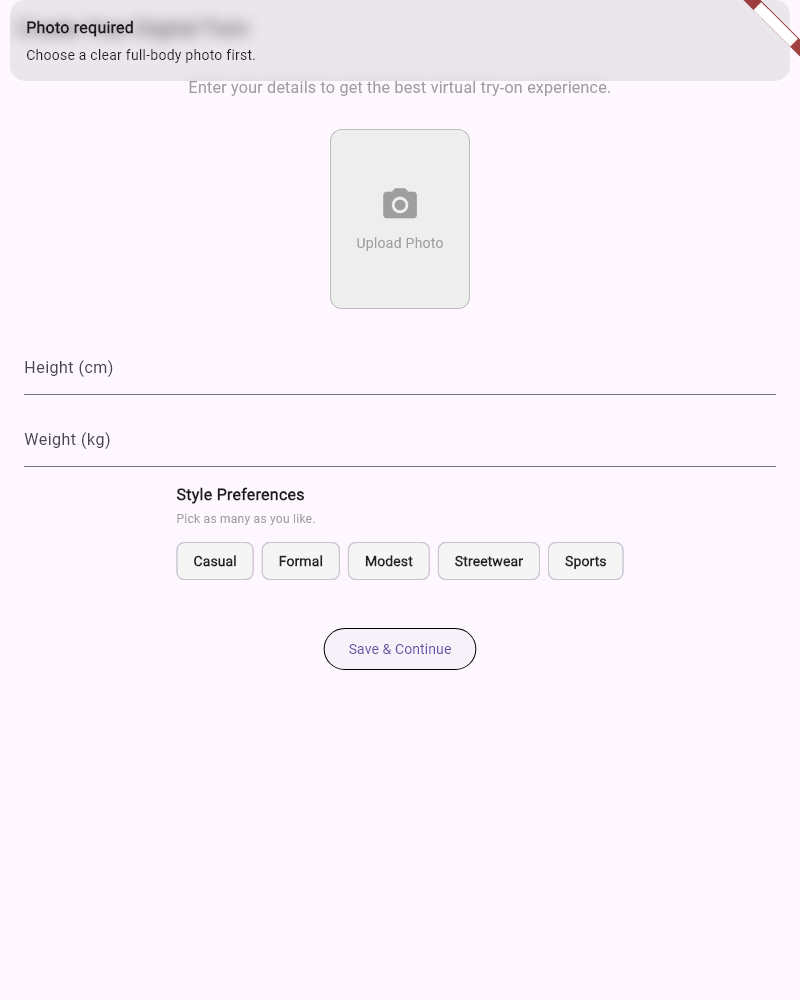 Photo required
Choose a clear full-body photo first.
Enter your details to get the best virtual try-on experience.
Upload Photo
Height (cm)
Weight (kg)
Style Preferences
Pick as many as you like.
Casual
Formal
Modest
Streetwear
Sports
Save & Continue